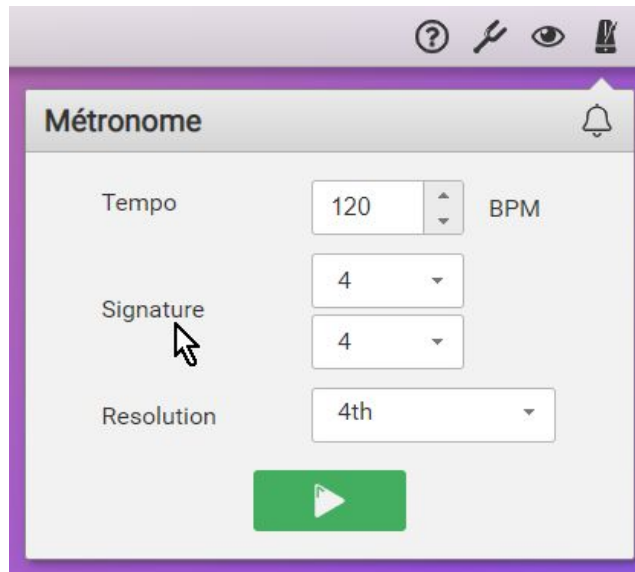 Métronome
Tempo 120 BPM
4
Signature
4
Resolution 4th